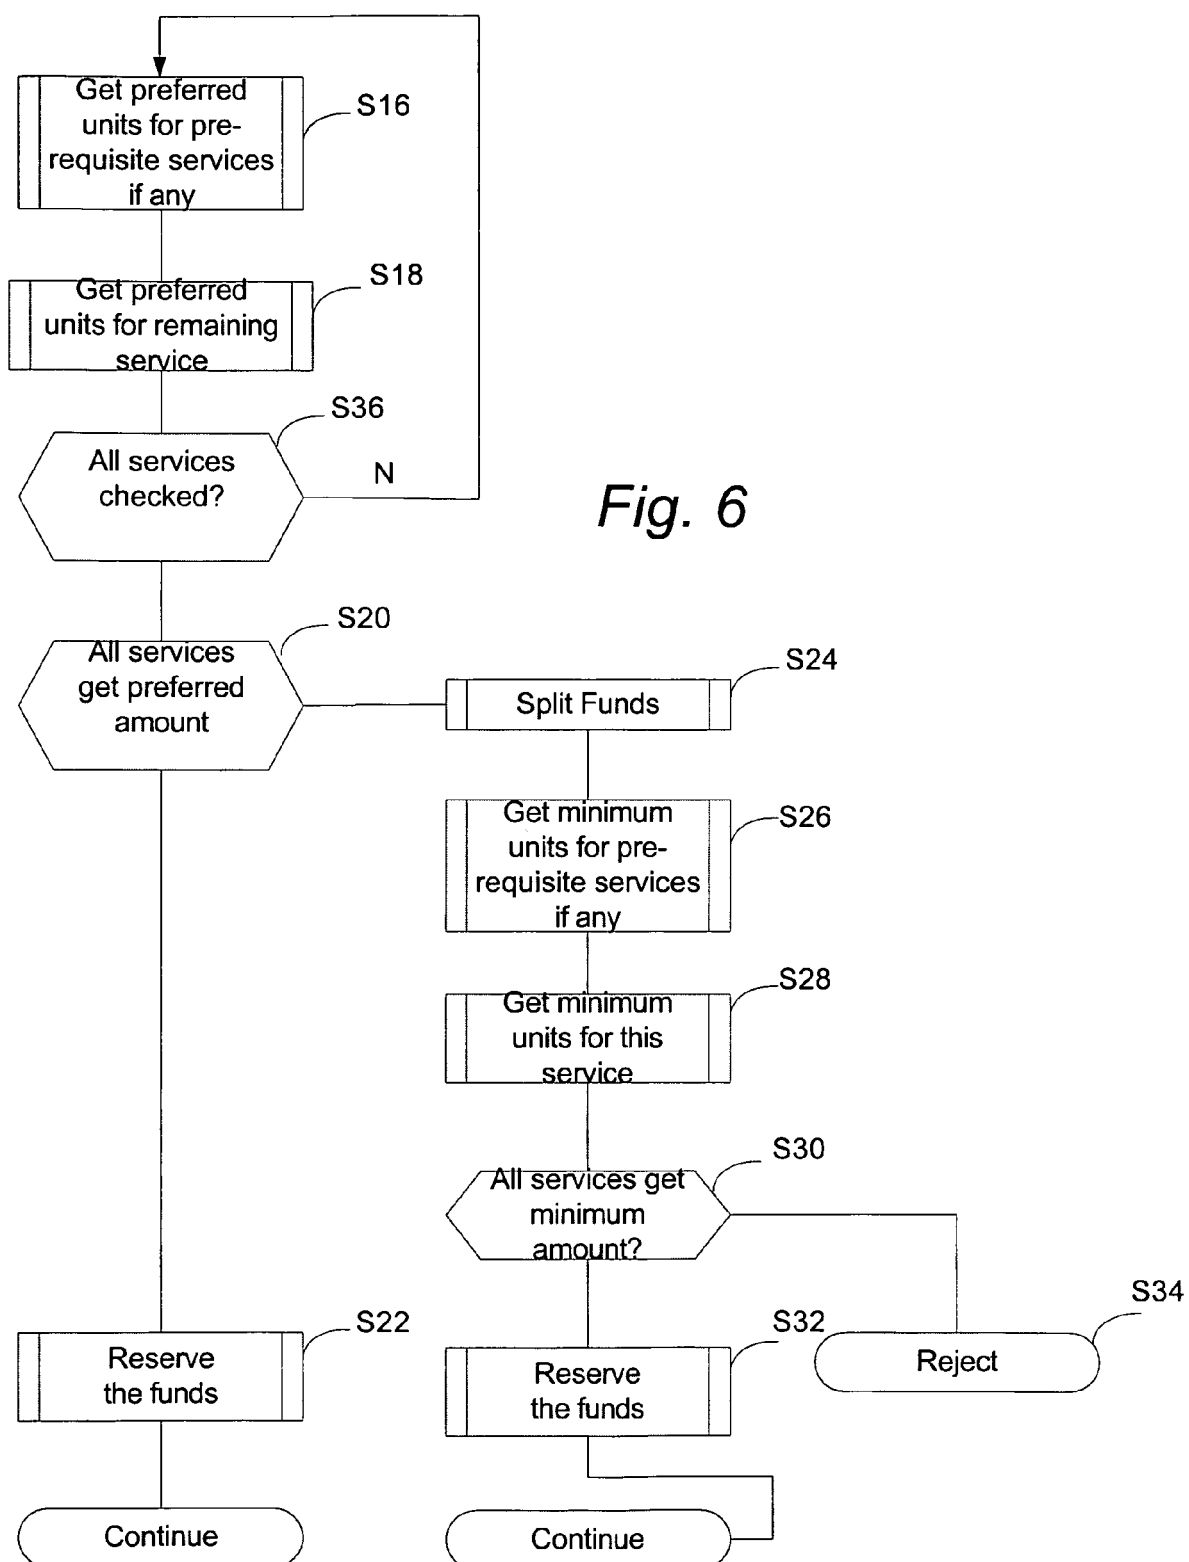 Get preferred
units for pre-
requisite services
if any
S16
Get preferred
units for remaining
service
S18
S36
All services
checked?
N
Fig. 6
S20
All services
get preferred
amount
S24
Split Funds
Get minimum
units for pre-
requisite services
if any
S26
Get minimum
units for this
service
S28
S30
All services get
minimum
amount?
S22
Reserve
the funds
S32
Reserve
the funds
S34
Reject
Continue
Continue